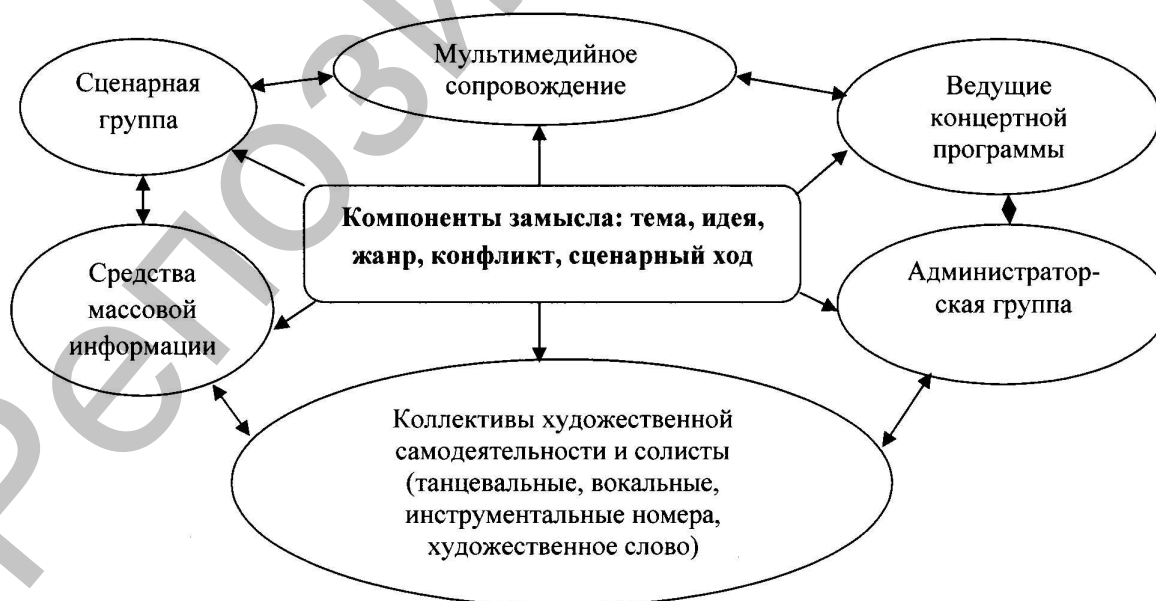 Сценарная
группа
Мультимедийное
сопровождение
Ведущие
концертной
программы
Компоненты замысла: тема, идея,
жанр, конфликт, сценарный ход
Средства
массовой
информации
Администратор-
ская группа
Коллективы художественной
самодеятельности и солисты
(танцевальные, вокальные,
инструментальные номера,
художественное слово)
Репози